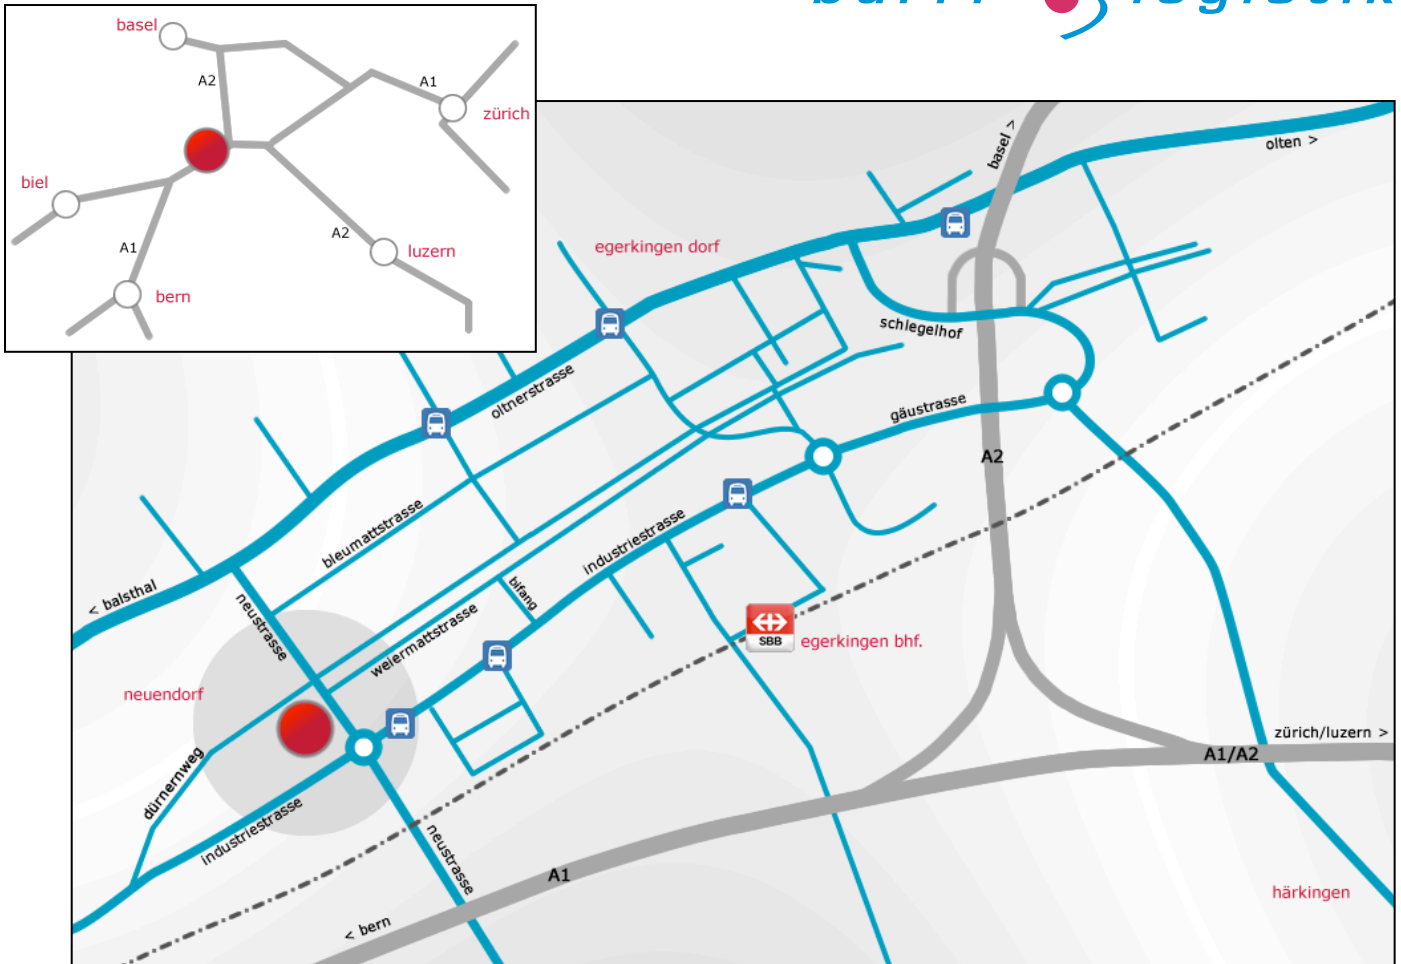 logistik
basel
A2
A1
zürich
biel
A1
A2
luzern
bern
basel >
olten >
egerkingen dorf
schlegelhof
oltnerstrasse
gäustrasse
A2
bleumattstrasse
industriestrasse
< balsthal
neustrasse
bifang
weiermattstrasse
SBB
egerkingen bhf.
neuendorf
dürnernweg
industriestrasse
neustrasse
zürich/luzern >
A1/A2
A1
< bern
härkingen